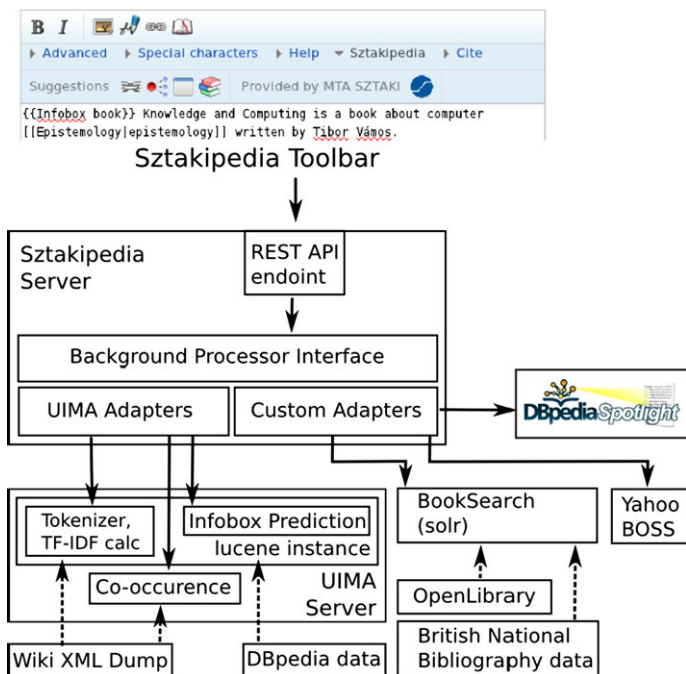 B I
Advanced Special characters Help Sztakipedia Cite
Suggestions Provided by MTA SZTAKI
{{Infobox book}} Knowledge and Computing is a book about computer
[[Epistemology|epistemology]] written by Tibor Vámos.
Sztakipedia Toolbar
Sztakipedia
Server
REST API
endoint
Background Processor Interface
UIMA Adapters
Custom Adapters
DBpedia Spotlight
Tokenizer,
TF-IDF calc
Infobox Prediction
lucene instance
Co-occurence
UIMA
Server
BookSearch
(solr)
Yahoo
BOSS
OpenLibrary
Wiki XML Dump
DBpedia data
British National
Bibliography data